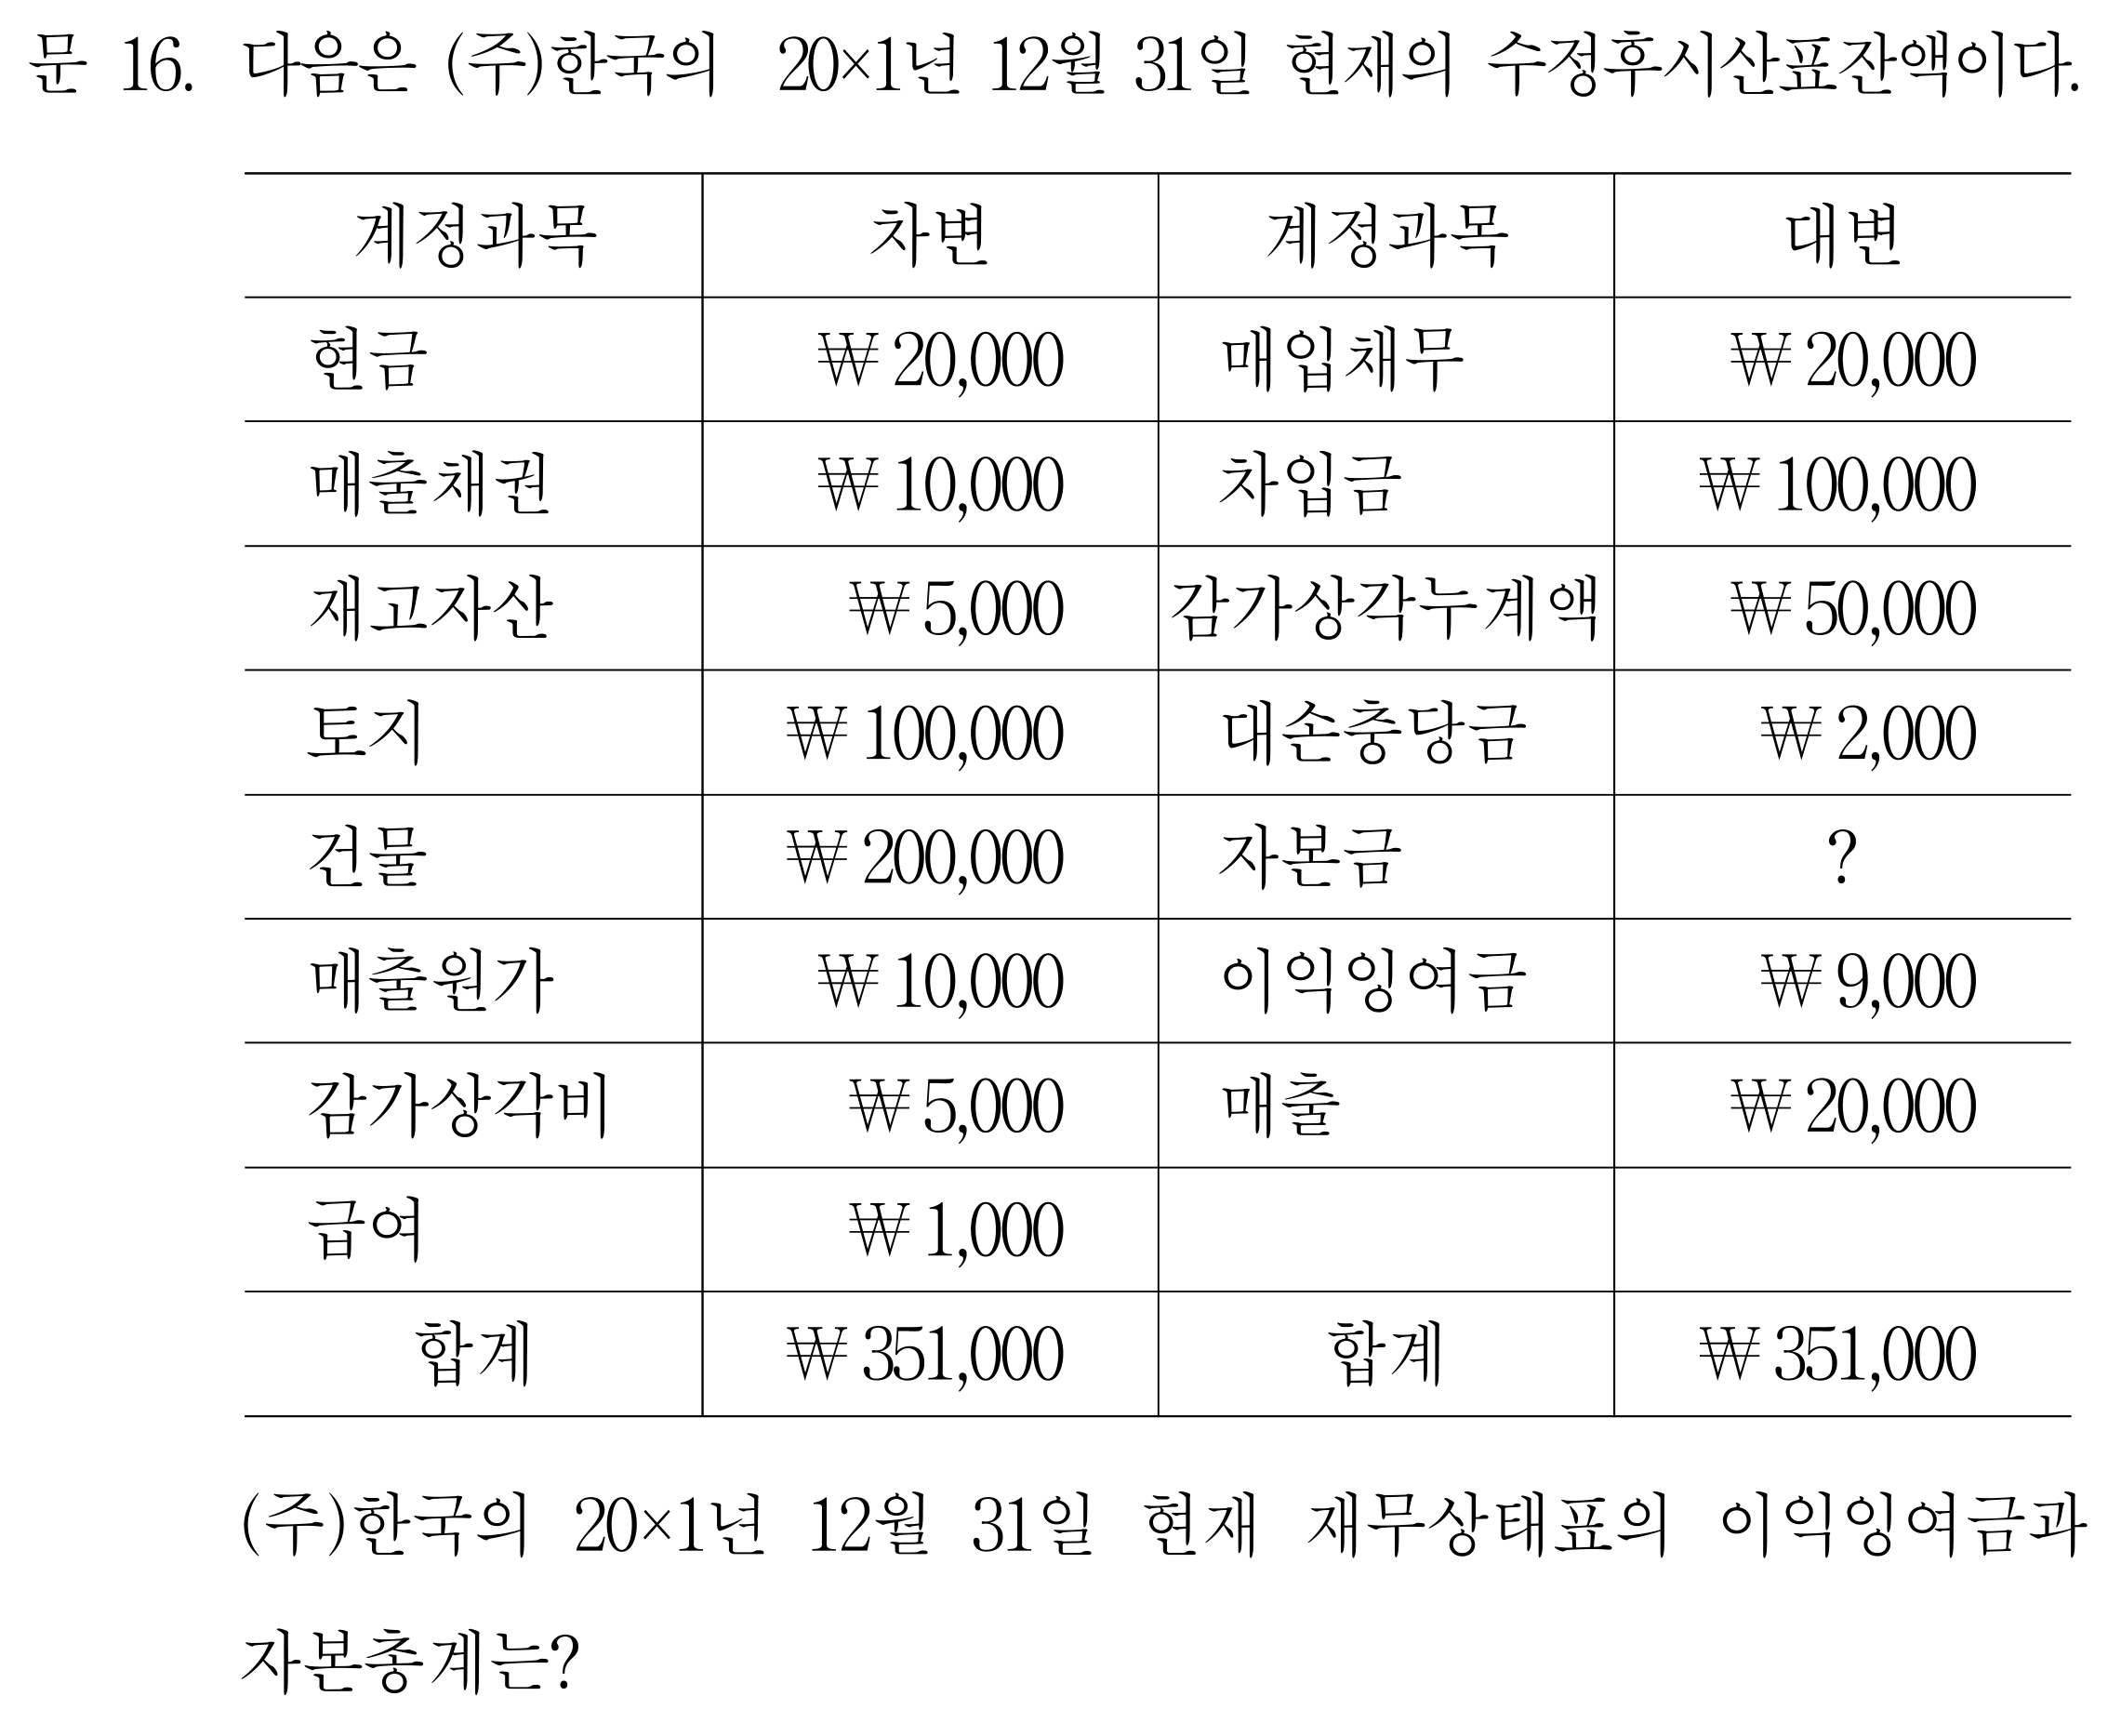 문 16. 다음은 (주)한국의 20×1년 12월 31일 현재의 수정후시산표잔액이다.
계정과목 차변 계정과목 대변
현금 ₩20,000 매입채무 ₩20,000
매출채권 ₩10,000 차입금 ₩100,000
재고자산 ₩5,000 감가상각누계액 ₩50,000
토지 ₩100,000 대손충당금 ₩2,000
건물 ₩200,000 자본금 ?
매출원가 ₩10,000 이익잉여금 ₩9,000
감가상각비 ₩5,000 매출 ₩20,000
급여 ₩1,000
합계 ₩351,000 합계 ₩351,000
(주)한국의 20×1년 12월 31일 현재 재무상태표의 이익잉여금과
자본총계는?